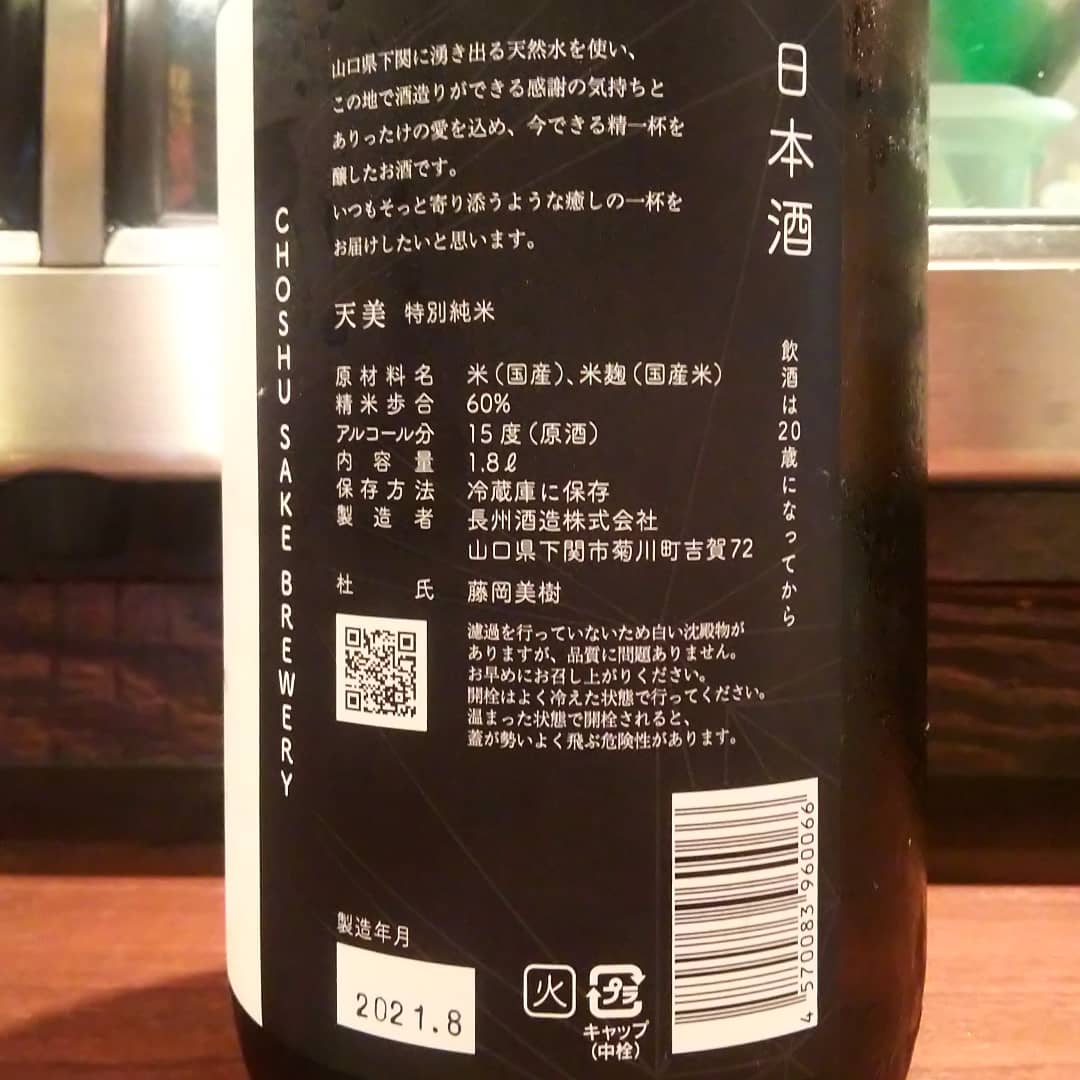 山口県下関に湧き出る天然水を使い、
この地で酒造りができる感謝の気持ちと
ありったけの愛を込め、今できる精一杯を
醸したお酒です。
いつもそっと寄り添うような癒しの一杯を
お届けしたいと思います。
天美 特別純米
原材料名 米（国産）、米麹（国産米）
精米歩合 60%
アルコール分 15度（原酒）
内容量 1.8ℓ
保存方法 冷蔵庫に保存
製造者 長州酒造株式会社
山口県下関市菊川町吉賀72
杜氏 藤岡美樹
濾過を行っていないため白い沈殿物が
ありますが、品質に問題ありません。
お早めにお召し上がりください。
開栓はよく冷えた状態で行ってください。
温まった状態で開栓されると、
蓋が勢いよく飛ぶ危険性があります。
日本酒
飲酒は20歳になってから
CHOSHU SAKE BREWERY
製造年月
2021.8
火
プラ
キャップ
（中栓）
4 570083 960066